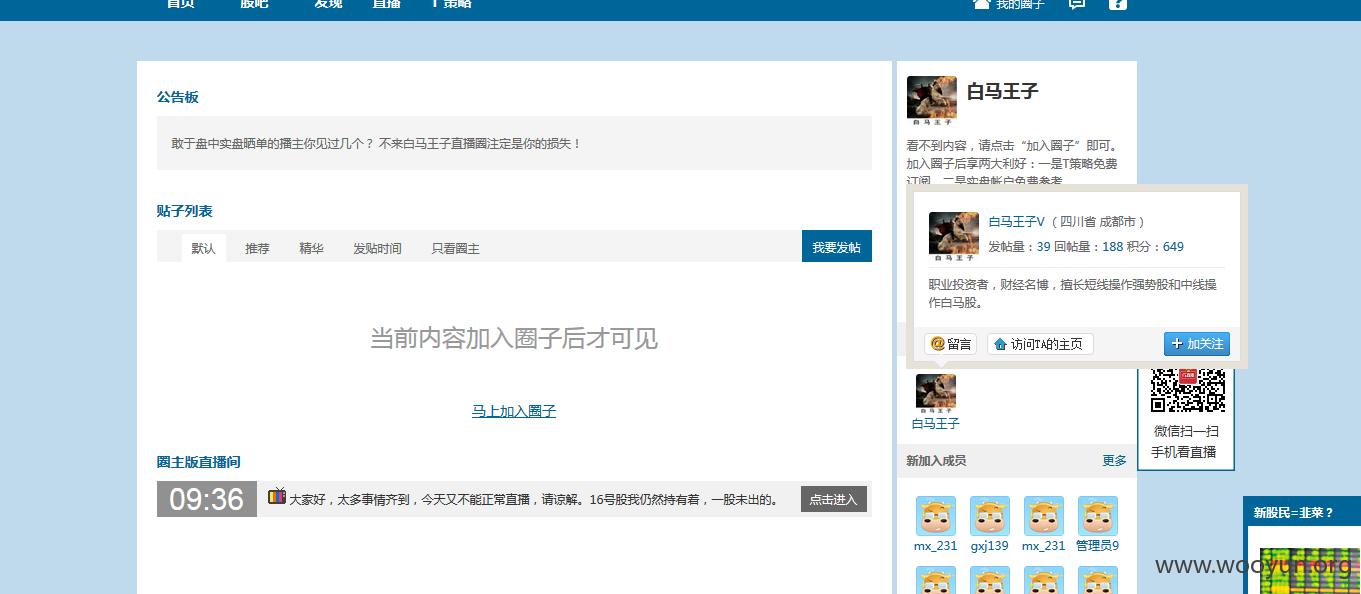 首页 股吧 发现 直播 T策略 我的圈子
公告板
敢于盘中实盘晒单的播主你见过几个？ 不来白马王子直播圈注定是你的损失！
贴子列表
默认 推荐 精华 发贴时间 只看圈主 我要发帖
当前内容加入圈子后才可见
马上加入圈子
圈主版直播间
09:36 大家好，太多事情齐到，今天又不能正常直播，请谅解。16号股我仍然持有着，一股未出的。 点击进入
白马王子
白马王子
看不到内容，请点击“加入圈子”即可。
加入圈子后享两大利好：一是T策略免费
订阅，二是实盘帐户免费参考
白马王子V （ 四川省 成都市 ）
白马王子
发帖量：39 回帖量：188 积分：649
职业投资者，财经名博，擅长短线操作强势股和中线操
作白马股。
@留言 访问TA的主页 + 加关注
白马王子
白马王子
微信扫一扫
手机看直播
新加入成员 更多
mx_231 gxj139 mx_231 管理员9
新股民=韭菜？
www.wooyun.org